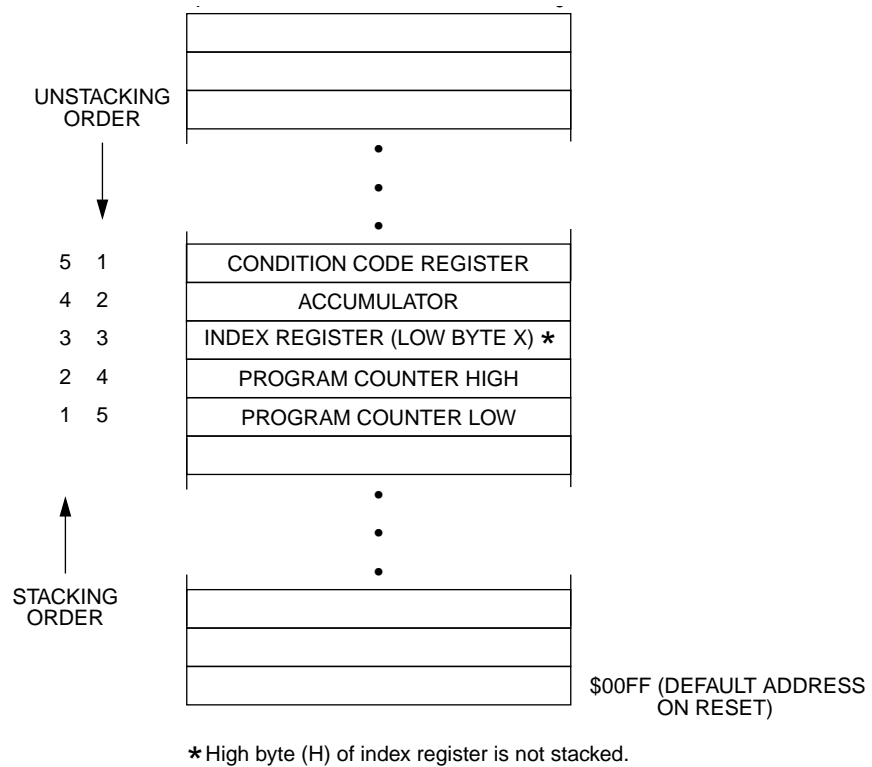 UNSTACKING
ORDER
5 1 CONDITION CODE REGISTER
4 2 ACCUMULATOR
3 3 INDEX REGISTER (LOW BYTE X) *
2 4 PROGRAM COUNTER HIGH
1 5 PROGRAM COUNTER LOW
STACKING
ORDER
$00FF (DEFAULT ADDRESS
ON RESET)
* High byte (H) of index register is not stacked.